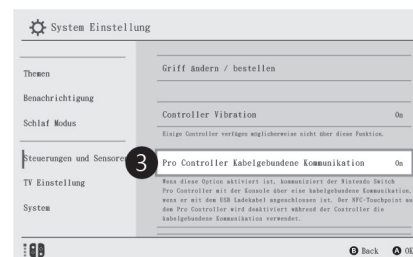 System Einstellung
Themen
Benachrichtigung
Schlaf Modus
Steuerungen und Sensoren
TV Einstellung
System
Griff ändern / bestellen
Controller Vibration On
Einige Controller verfügen möglicherweise nicht über diese Funktion.
3
Pro Controller Kabelgebundene Kommunikation On
Wenn diese Option aktiviert ist, kommuniziert der Nintendo Switch
Pro Controller mit der Konsole über eine kabelgebundene Kommunikation,
wenn er mit dem USB Ladekabel angeschlossen ist. Der NFC-Touchpoint au
dem Pro Controller wird deaktiviert während der Controller die
kabelgebundene Kommunikation verwendet.
B Back A OK